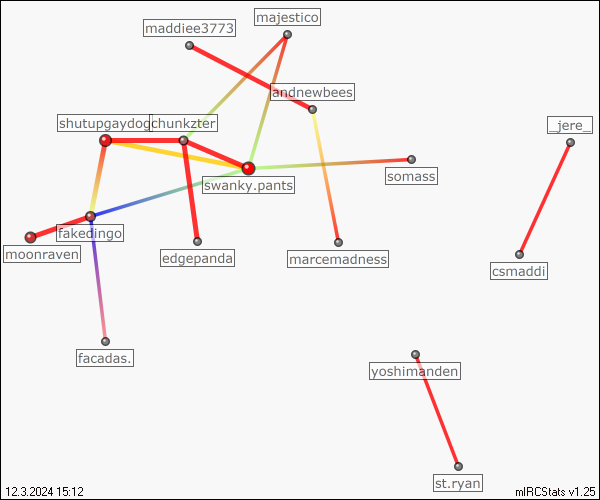 majestico
maddiee3773
andnewbees
shutupgaydog
chunkzter
_jere_
somass
swanky.pants
fakedingo
moonraven
edgepanda
marcemadness
csmaddi
facadas.
yoshimanden
st.ryan
12.3.2024 15:12
mIRCStats v1.25